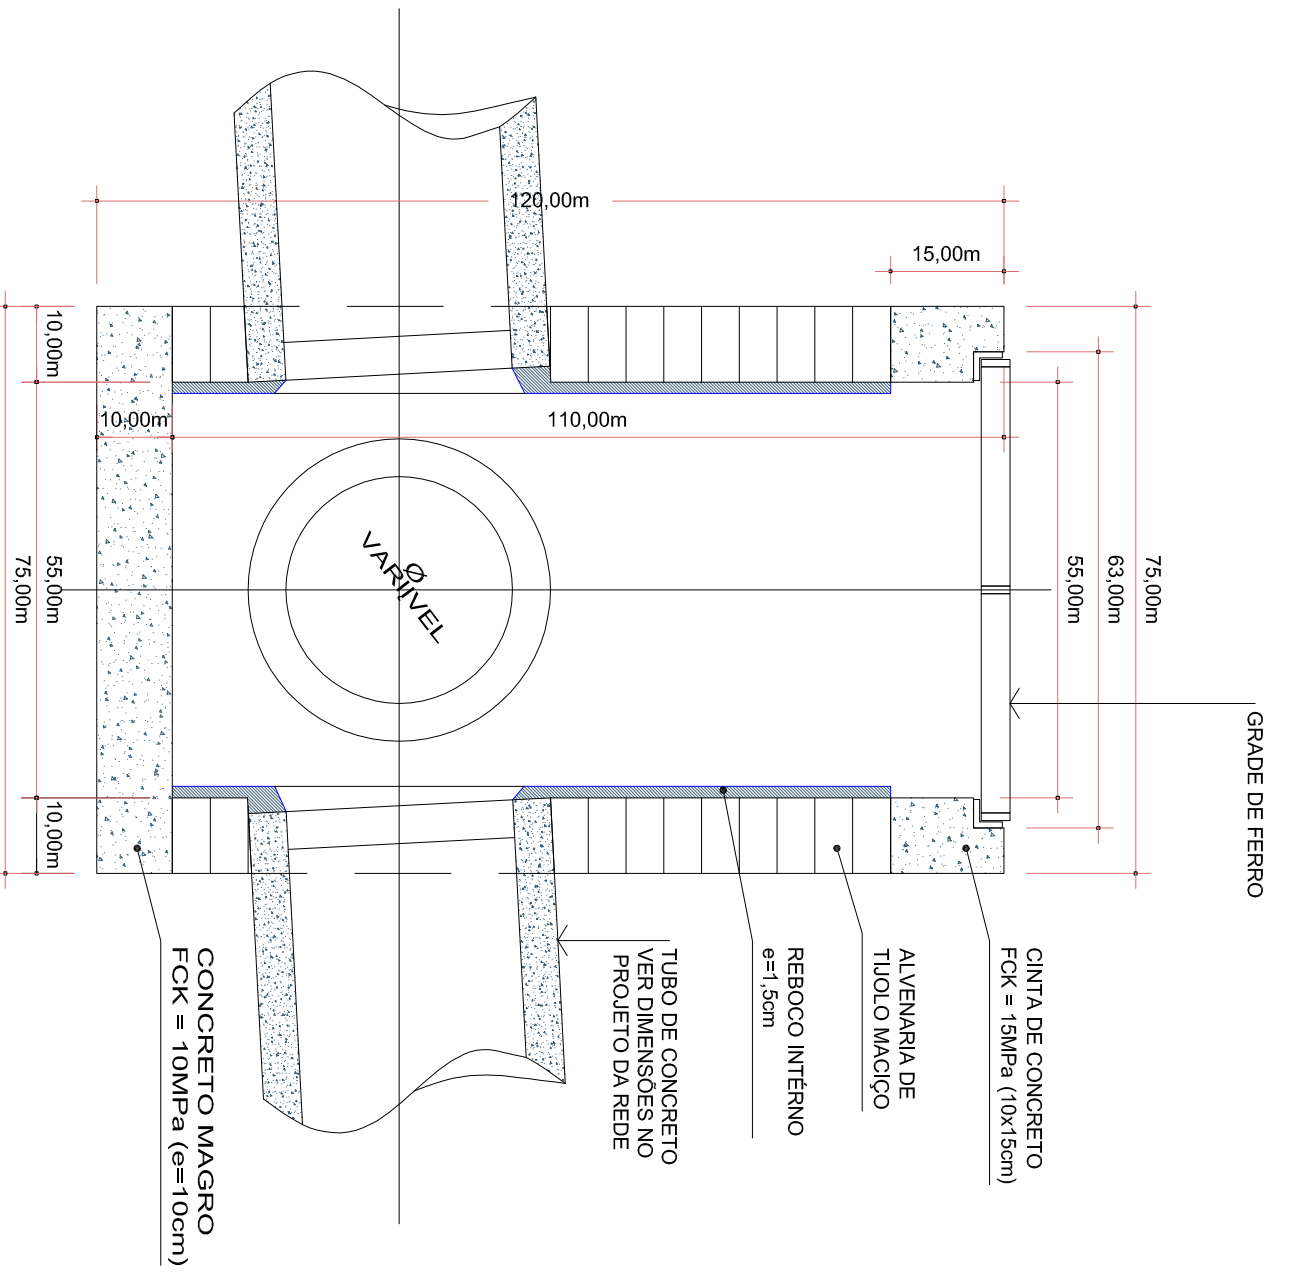 120,00m
15,00m
10,00m
10,00m
110,00m
Ø
VARIÍVEL
55,00m
75,00m
55,00m
63,00m
75,00m
10,00m
GRADE DE FERRO
CINTA DE CONCRETO
FCK = 15MPa (10x15cm)
ALVENARIA DE
TIJOLO MACIÇO
REBOCO INTÉRNO
e=1,5cm
TUBO DE CONCRETO
VER DIMENSÕES NO
PROJETO DA REDE
CONCRETO MAGRO
FCK = 10MPa (e=10cm)